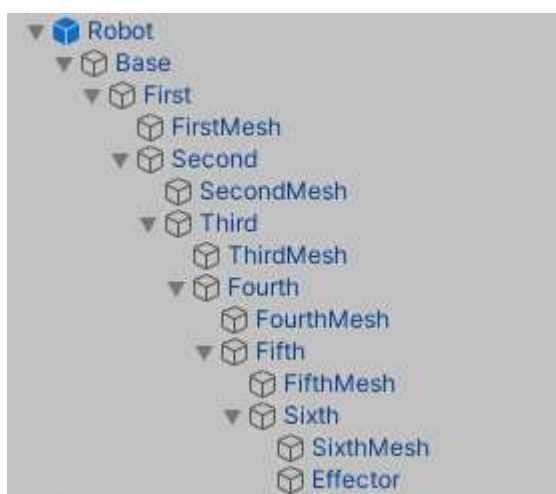 Robot
Base
First
FirstMesh
Second
SecondMesh
Third
ThirdMesh
Fourth
FourthMesh
Fifth
FifthMesh
Sixth
SixthMesh
Effector